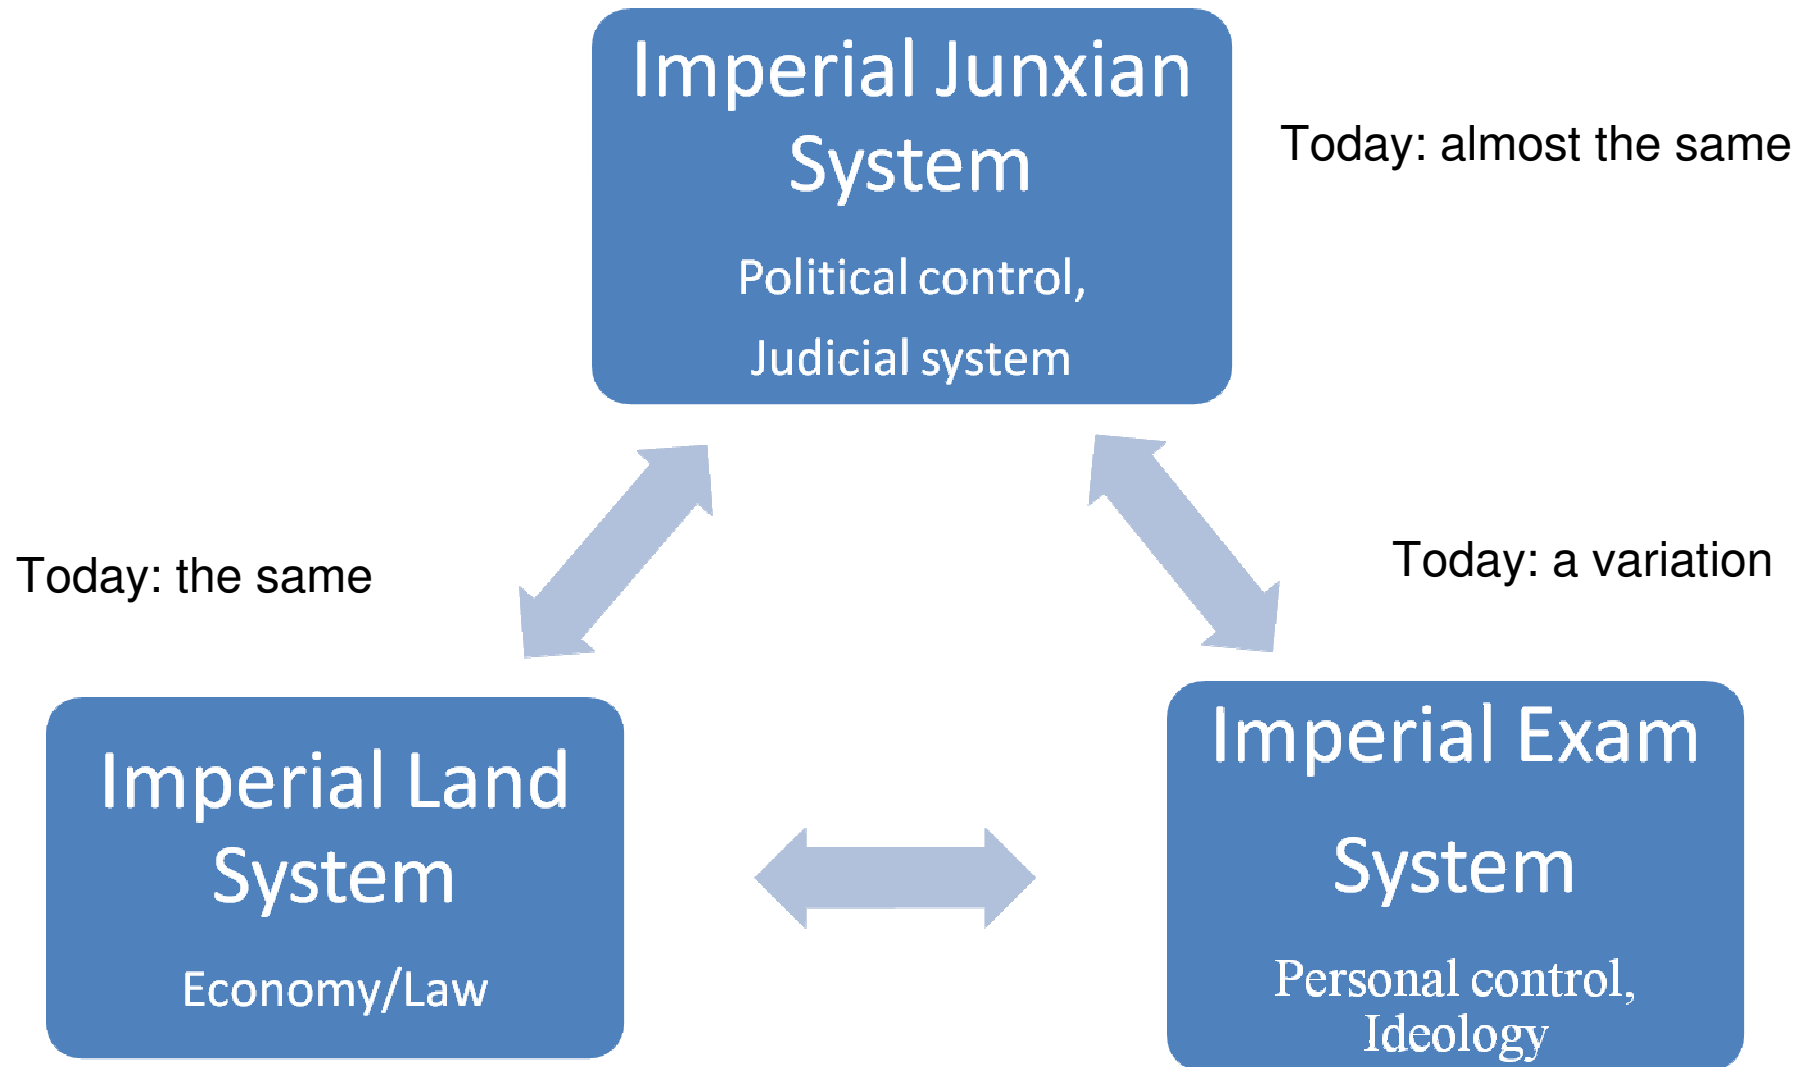 Imperial Junxian
System
Political control,
Judicial system
Today: almost the same
Today: the same
Today: a variation
Imperial Land
System
Economy/Law
Imperial Exam
System
Personal control,
Ideology